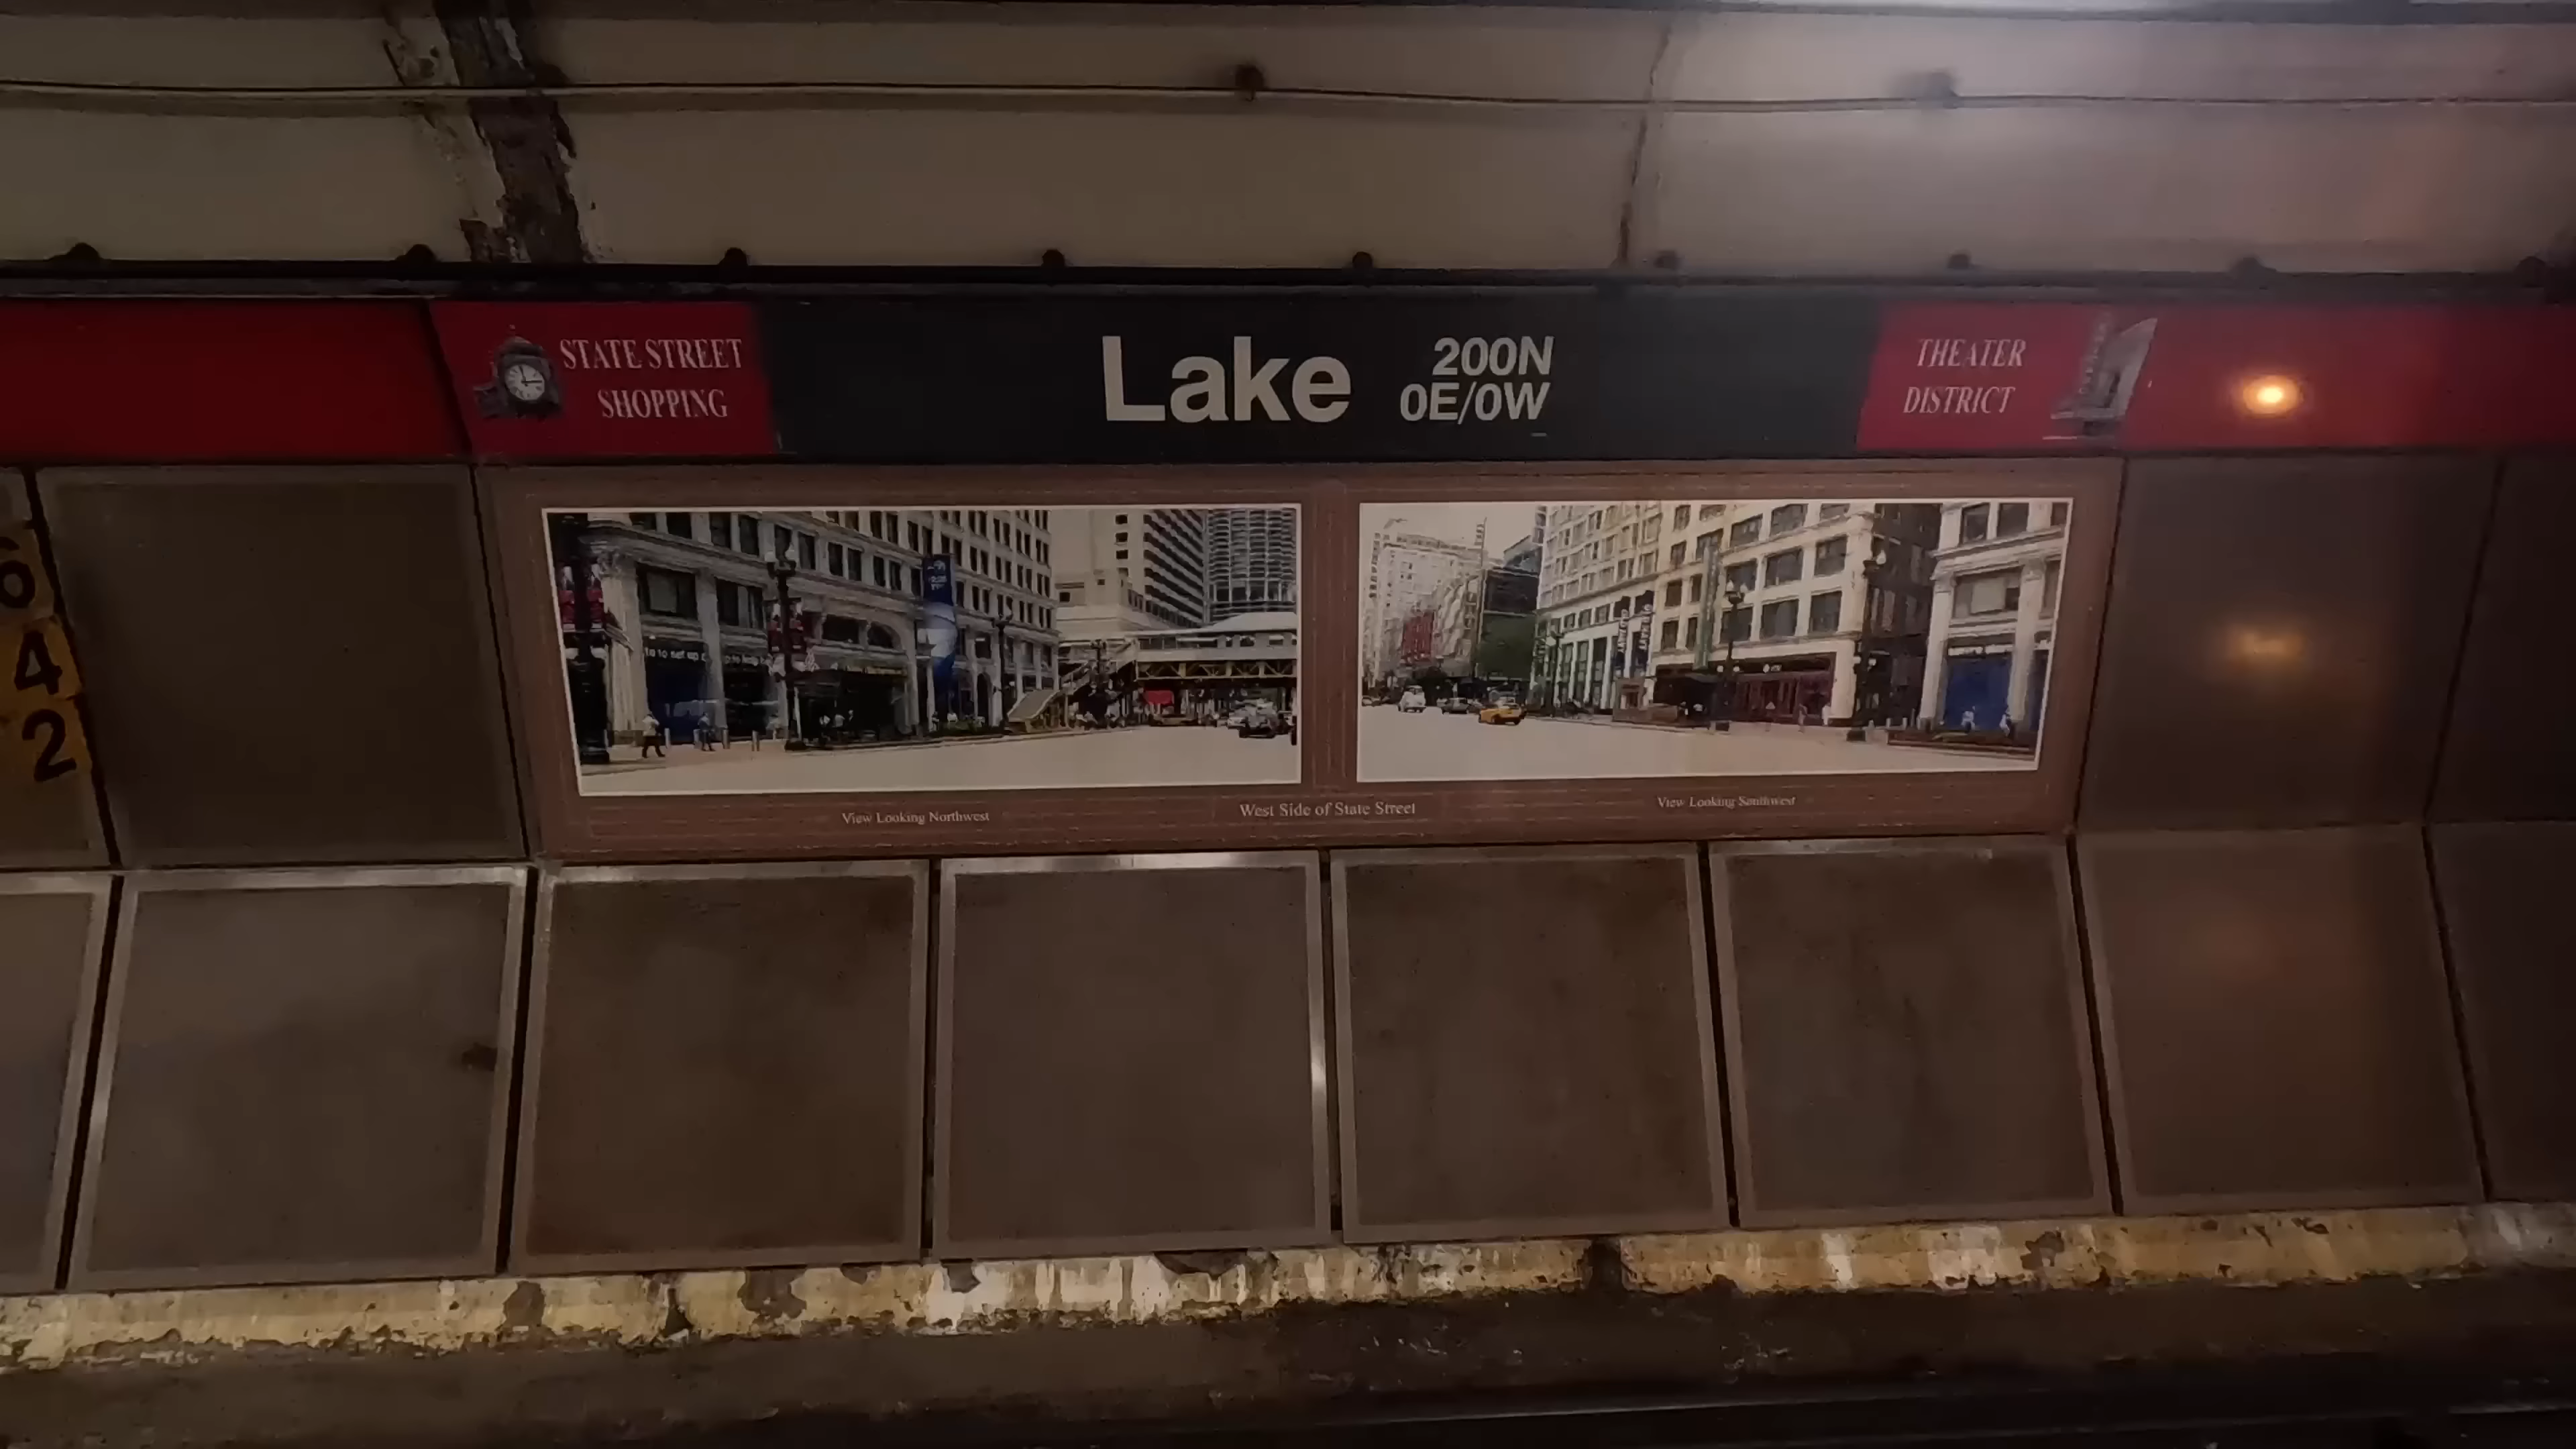 STATE STREET
SHOPPING
Lake
200N
0E/0W
THEATER
DISTRICT
6
4
2
View Looking Northwest
West Side of State Street
View Looking Southwest